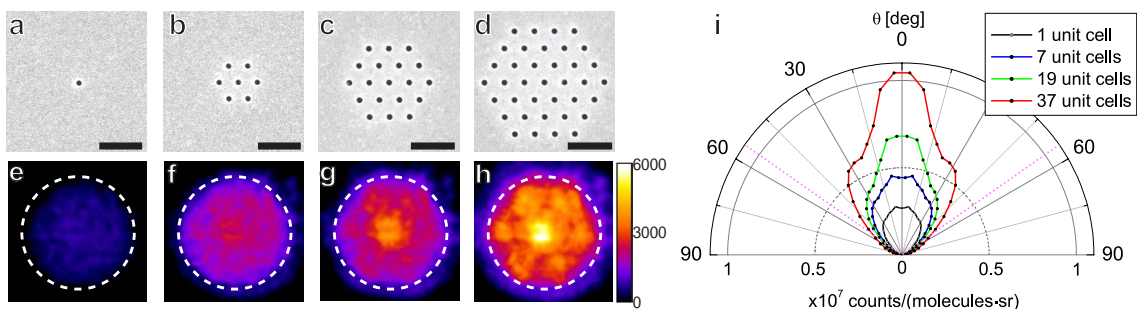 a
b
c
d
e
f
g
h
6000
3000
0
i
θ [deg]
0
30
30
60
60
90
90
1
0.5
0
0.5
1
x10⁷ counts/(molecules·sr)
1 unit cell
7 unit cells
19 unit cells
37 unit cells